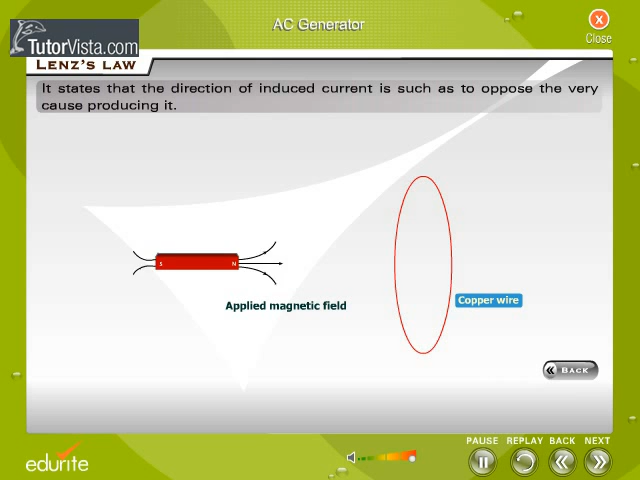 AC Generator
X
Close
TutorVista.com
LENZ'S LAW
It states that the direction of induced current is such as to oppose the very
cause producing it.
S
N
Applied magnetic field
Copper wire
BACK
PAUSE REPLAY BACK NEXT
edurite